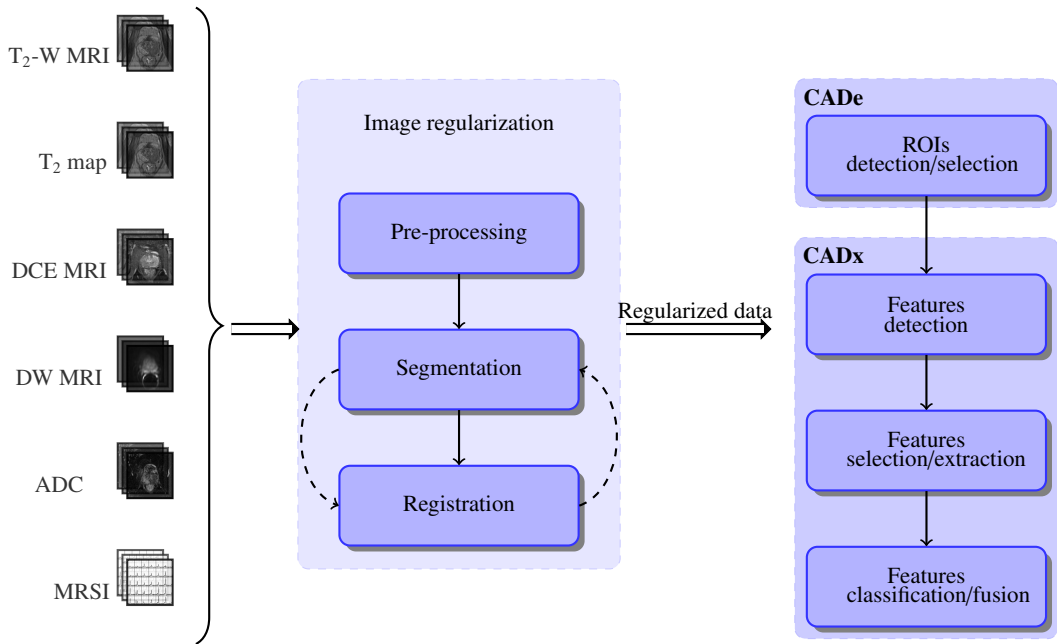 T₂-W MRI
T₂ map
DCE MRI
DW MRI
ADC
MRSI
Image regularization
Pre-processing
Segmentation
Registration
Regularized data
CADe
ROIs
detection/selection
CADx
Features
detection
Features
selection/extraction
Features
classification/fusion